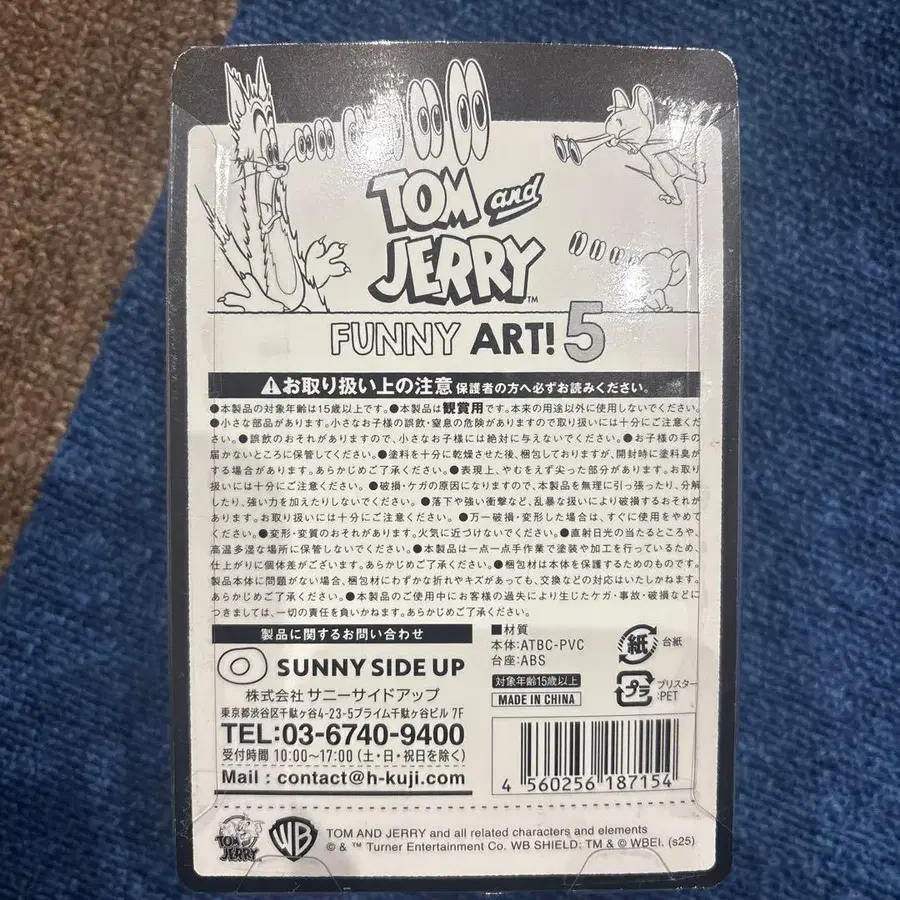 TOM and
JERRY™
FUNNY ART! 5
⚠お取り扱い上の注意 保護者の方へ必ずお読みください。
●本製品の対象年齢は15歳以上です。●本製品は観賞用です。本来の用途以外に使用しないでください。
●小さな部品があります。小さなお子様の誤飲・窒息の危険がありますので取り扱いには十分にご注意くだ
さい。●誤飲のおそれがありますので、小さなお子様には絶対に与えないでください。●お子様の手の
届かないところに保管してください。●塗料を十分に乾燥させた後、梱包しておりますが、開封時に塗料臭が
する場合があります。あらかじめご了承ください。●表現上、やむをえず尖った部分があります。お取り
扱いには十分にご注意ください。●破損・ケガの原因になりますので、本製品を無理に引っ張ったり、分解
したり、強い力を加えたりしないでください。●落下や強い衝撃など、乱暴な扱いにより破損するおそれが
あります。お取り扱いには十分にご注意ください。●万一破損・変形した場合は、すぐに使用をやめて
ください。●変形・変質のおそれがあります。火気に近づけないでください。●直射日光の当たるところや、
高温多湿な場所に保管しないでください。●本製品は一点一点手作業で塗装や加工を行っているため、
仕上がりに個体差がございます。あらかじめご了承ください。●梱包材は本体を保護するためのものです。
製品本体に問題がない場合、梱包材にわずかな折れやキズがあっても、交換などの対応はいたしかねます。
あらかじめご了承ください。●本製品のご使用中にお客様の過失により生じたケガ・事故・破損などに
つきましては、一切の責任を負いかねます。あらかじめご了承ください。
製品に関するお問い合わせ
SUNNY SIDE UP
株式会社 サニーサイドアップ
東京都渋谷区千駄ヶ谷4-23-5プライム千駄ヶ谷ビル 7F
TEL:03-6740-9400
受付時間 10:00～17:00 (土・日・祝日を除く)
Mail : contact@h-kuji.com
■材質
本体:ATBC-PVC
台座:ABS
対象年齢15歳以上
MADE IN CHINA
紙 台紙
プラ ブリスター
:PET
4 560256 187154
TOM and JERRY
WB
TOM AND JERRY and all related characters and elements
© & ™ Turner Entertainment Co. WB SHIELD: TM & © WBEI. (s25)